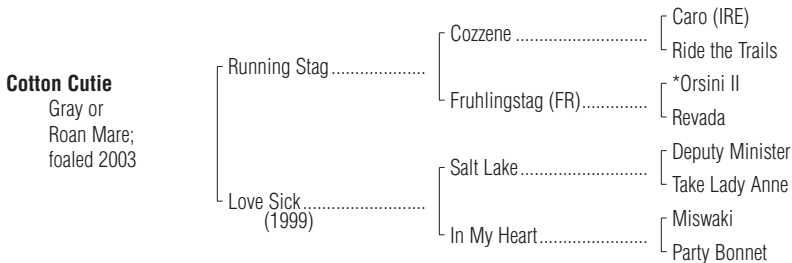 Caro (IRE)
Cozzene
Ride the Trails
Running Stag
*Orsini II
Fruhlingstag (FR)
Revada
Cotton Cutie
Gray or
Roan Mare;
foaled 2003
Deputy Minister
Salt Lake
Take Lady Anne
Love Sick
(1999)
Miswaki
In My Heart
Party Bonnet